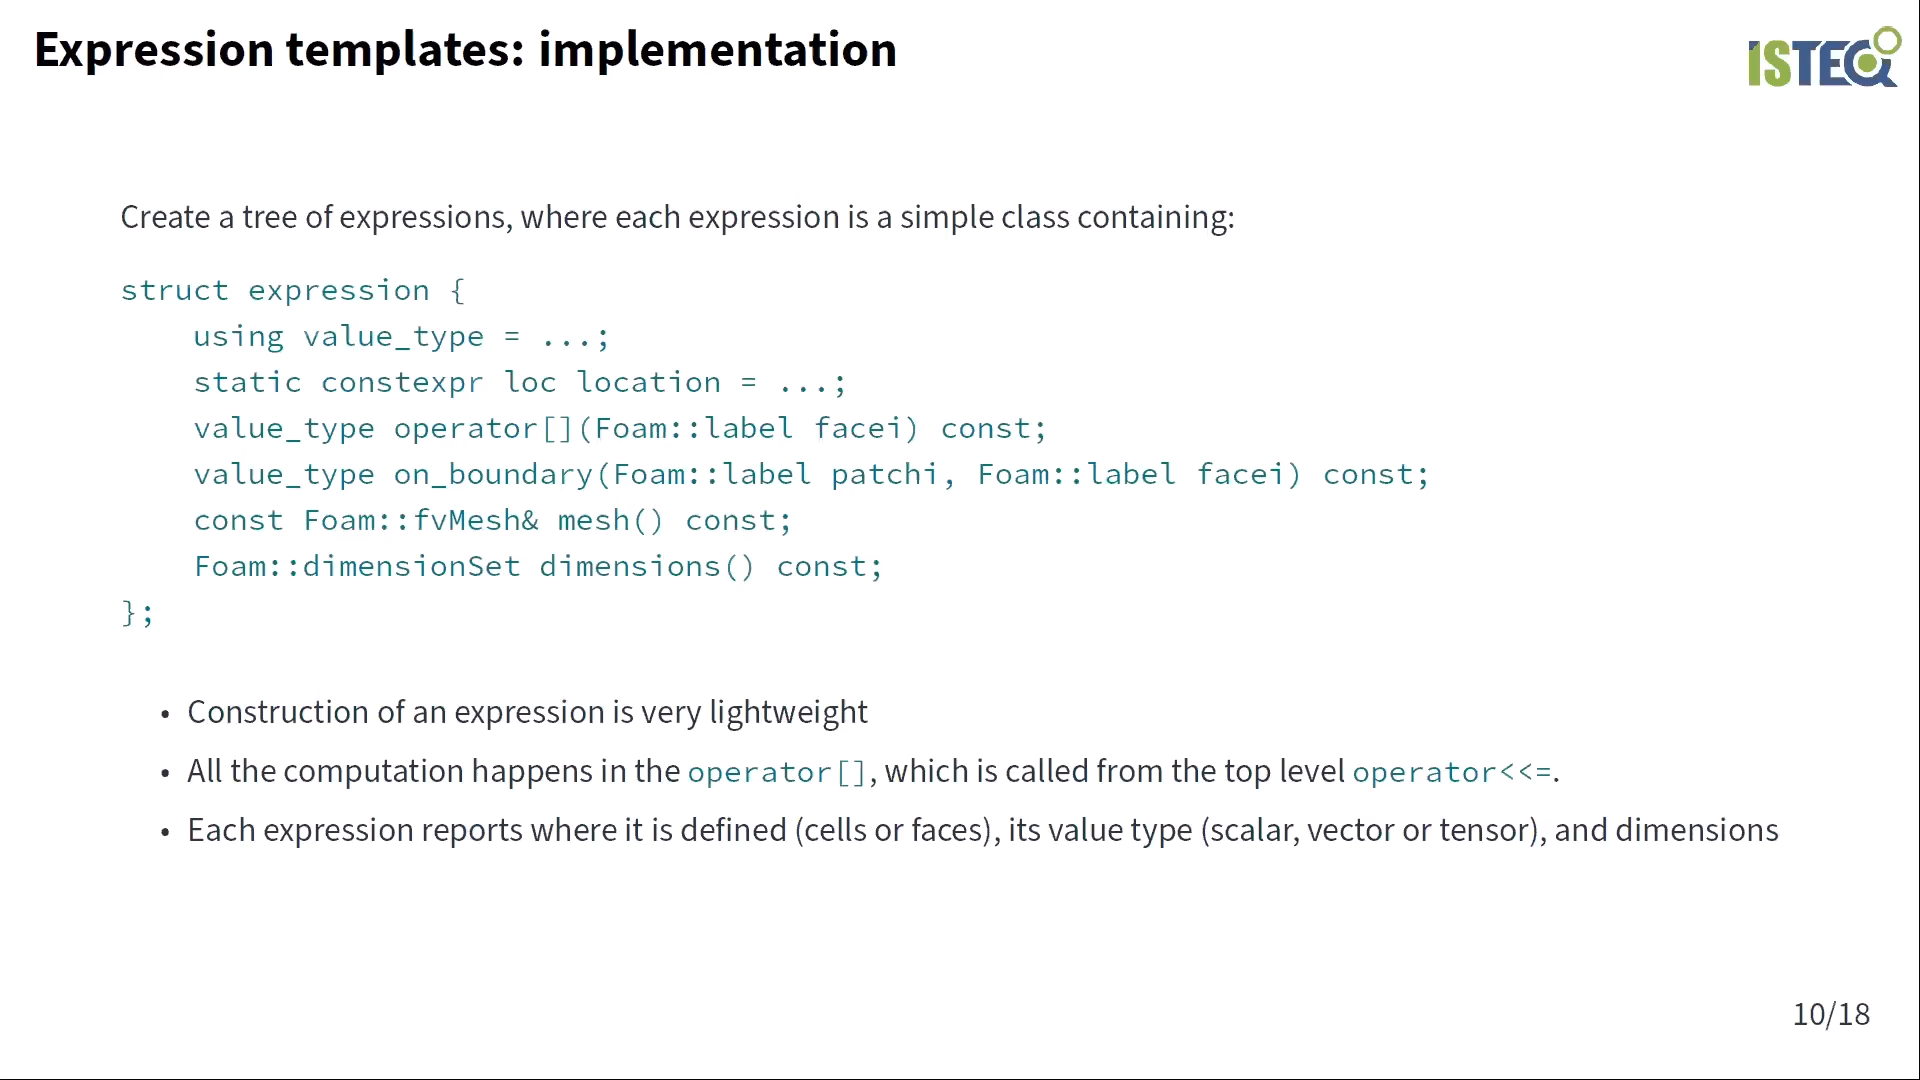 Expression templates: implementation
ISTEQ
Create a tree of expressions, where each expression is a simple class containing:
struct expression {
    using value_type = ...;
    static constexpr loc location = ...;
    value_type operator[](Foam::label facei) const;
    value_type on_boundary(Foam::label patchi, Foam::label facei) const;
    const Foam::fvMesh& mesh() const;
    Foam::dimensionSet dimensions() const;
};
• Construction of an expression is very lightweight
• All the computation happens in the operator[], which is called from the top level operator<<=.
• Each expression reports where it is defined (cells or faces), its value type (scalar, vector or tensor), and dimensions
10/18